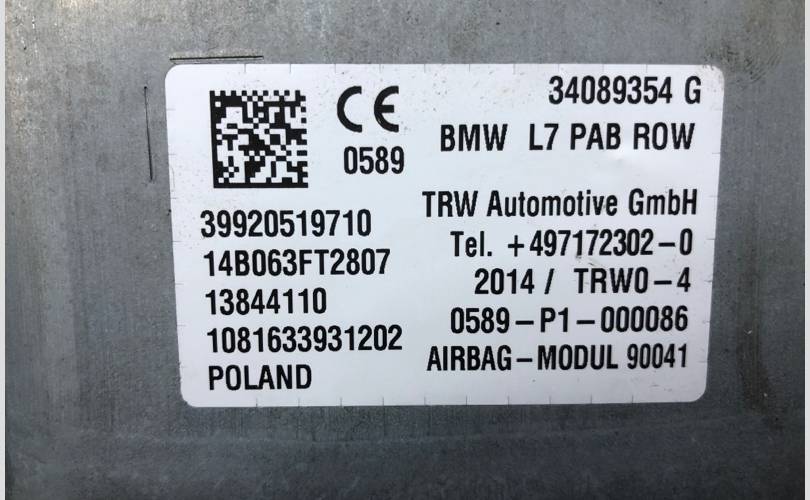 CE
0589
34089354 G
BMW L7 PAB ROW
39920519710
14B063FT2807
13844110
1081633931202
POLAND
TRW Automotive GmbH
Tel. +497172302-0
2014 / TRW0-4
0589-P1-000086
AIRBAG-MODUL 90041